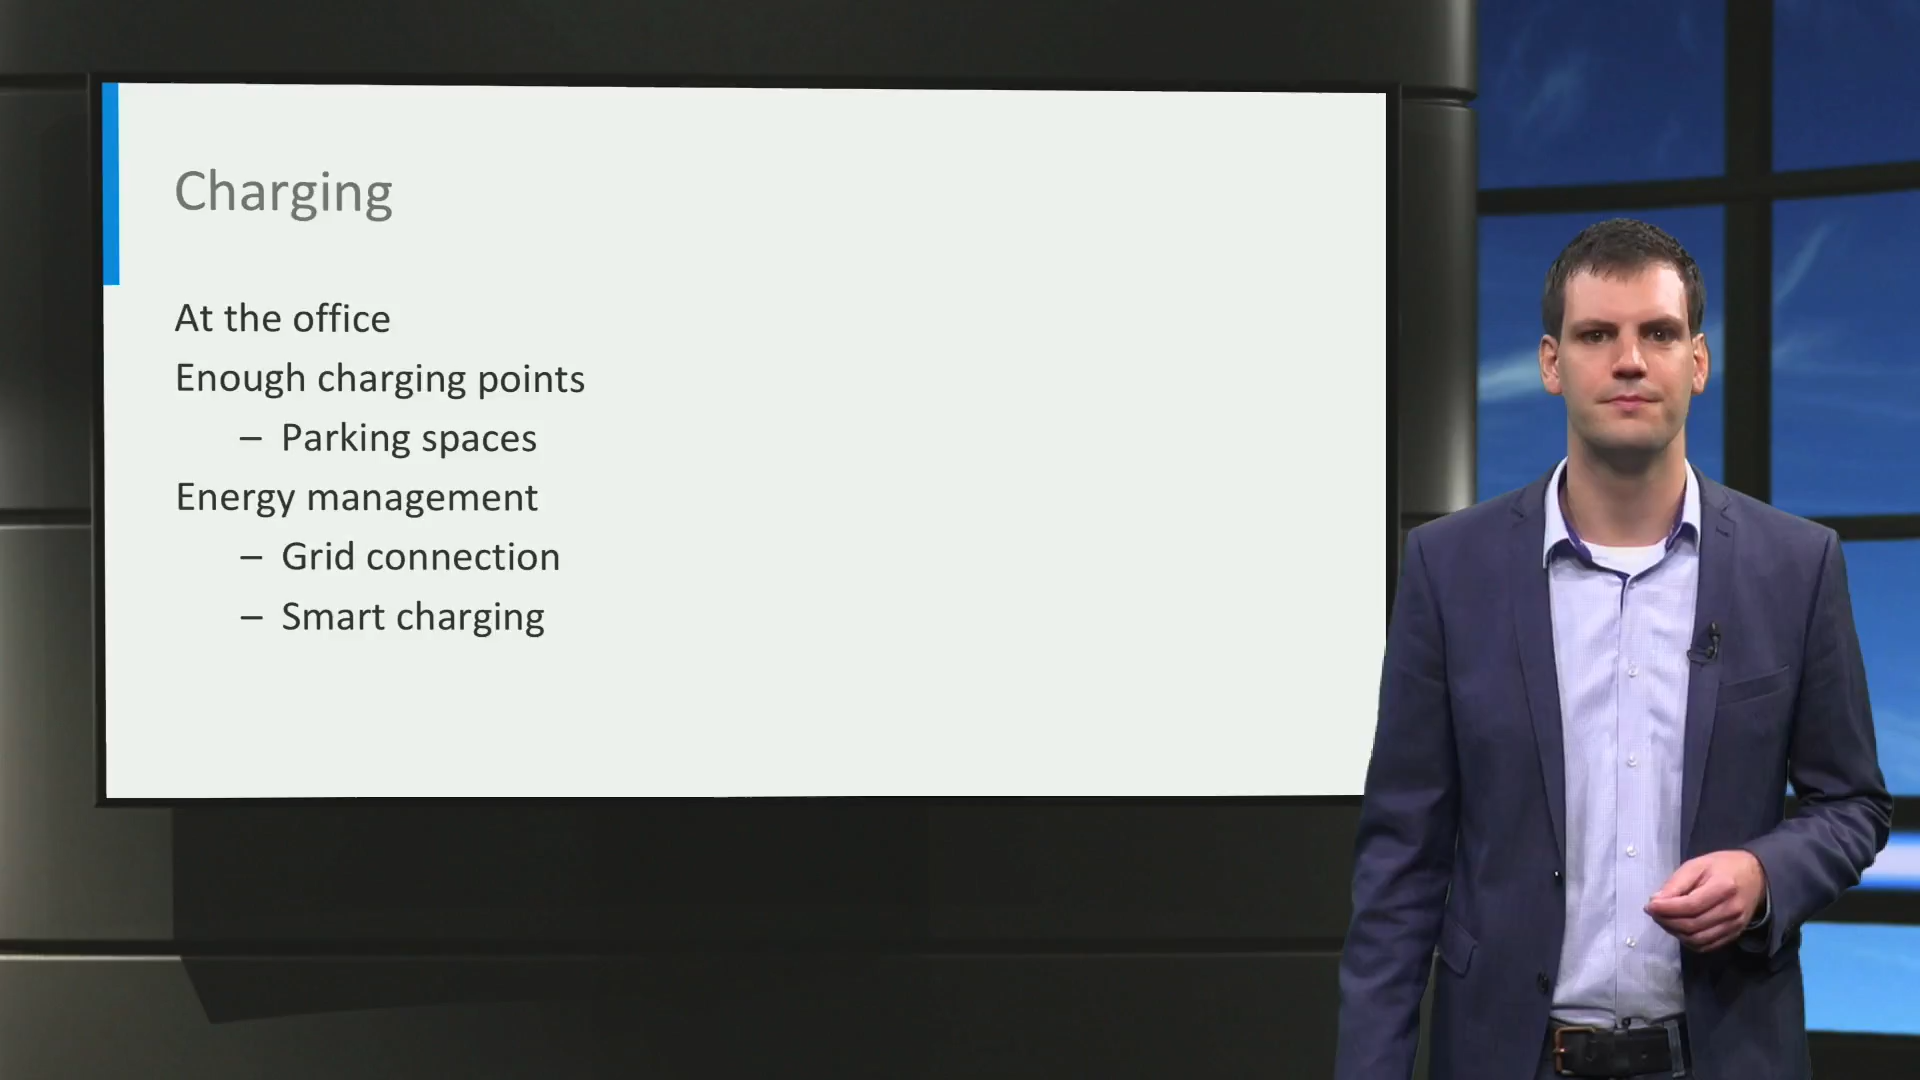 Charging
At the office
Enough charging points
– Parking spaces
Energy management
– Grid connection
– Smart charging